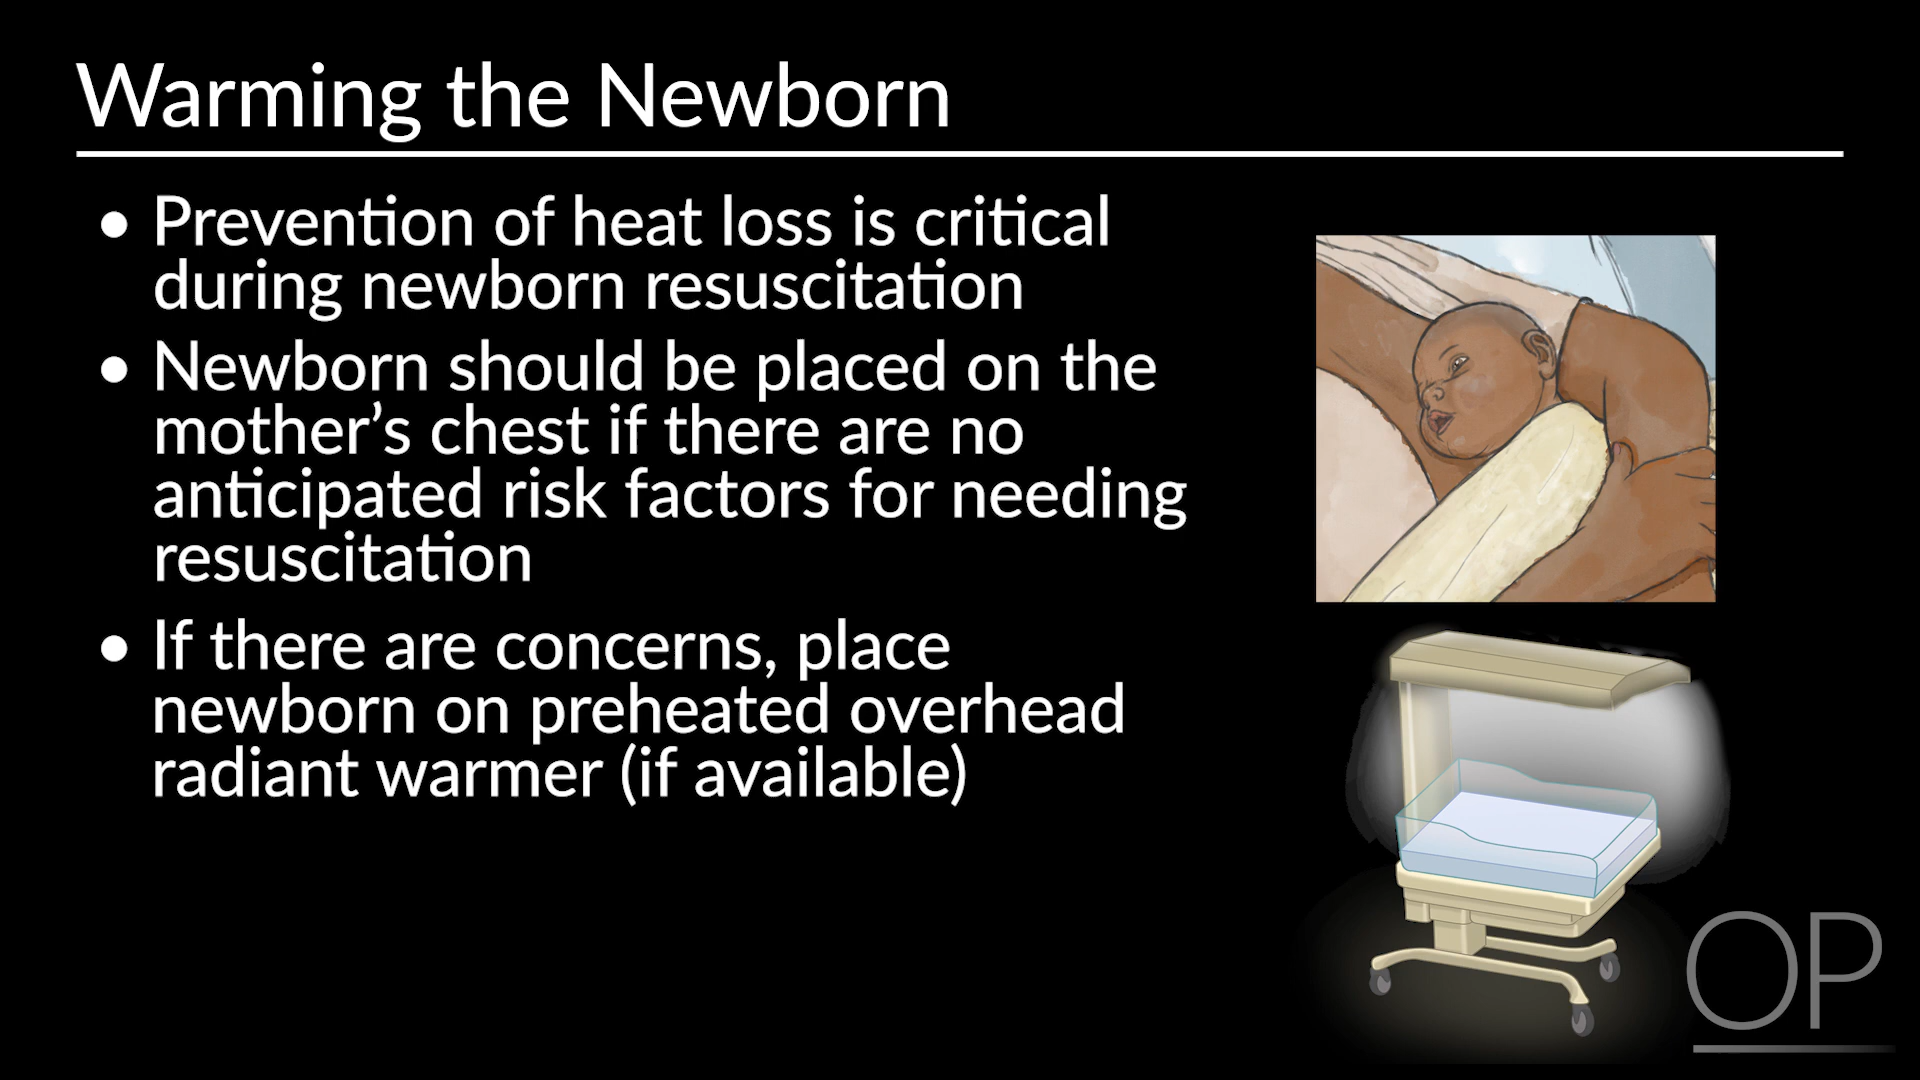 Warming the Newborn
• Prevention of heat loss is critical
during newborn resuscitation
• Newborn should be placed on the
mother’s chest if there are no
anticipated risk factors for needing
resuscitation
• If there are concerns, place
newborn on preheated overhead
radiant warmer (if available)
OP